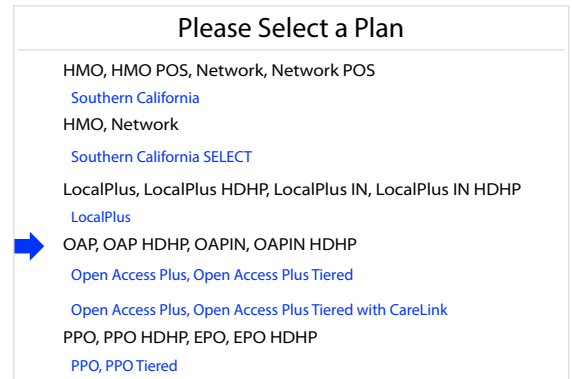 Please Select a Plan
HMO, HMO POS, Network, Network POS
Southern California
HMO, Network
Southern California SELECT
LocalPlus, LocalPlus HDHP, LocalPlus IN, LocalPlus IN HDHP
LocalPlus
OAP, OAP HDHP, OAPIN, OAPIN HDHP
Open Access Plus, Open Access Plus Tiered
Open Access Plus, Open Access Plus Tiered with CareLink
PPO, PPO HDHP, EPO, EPO HDHP
PPO, PPO Tiered